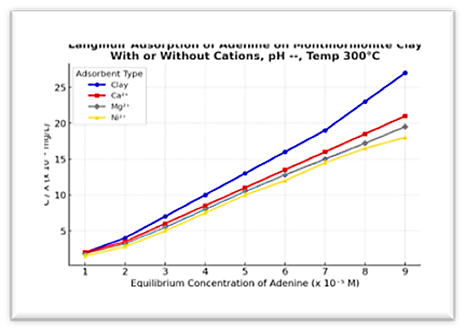 Langmuir Adsorption of Adenine on Montmorillonite Clay
With or Without Cations, pH --, Temp 300°C
Adsorbent Type
Clay
Ca²⁺
Mg²⁺
Ni²⁺
25
20
15
10
5
1 2 3 4 5 6 7 8 9
Equilibrium Concentration of Adenine (x 10⁻⁵ M)